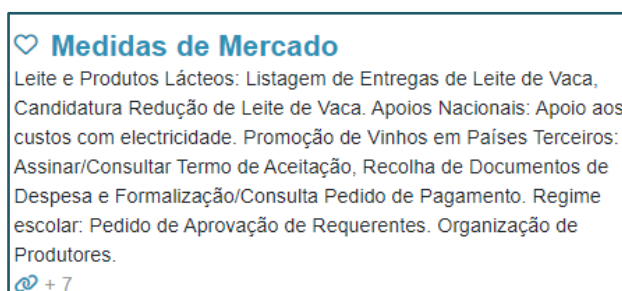 Medidas de Mercado
Leite e Produtos Lácteos: Listagem de Entregas de Leite de Vaca,
Candidatura Redução de Leite de Vaca. Apoios Nacionais: Apoio aos
custos com electricidade. Promoção de Vinhos em Países Terceiros:
Assinar/Consultar Termo de Aceitação, Recolha de Documentos de
Despesa e Formalização/Consulta Pedido de Pagamento. Regime
escolar: Pedido de Aprovação de Requerentes. Organização de
Produtores.
+ 7